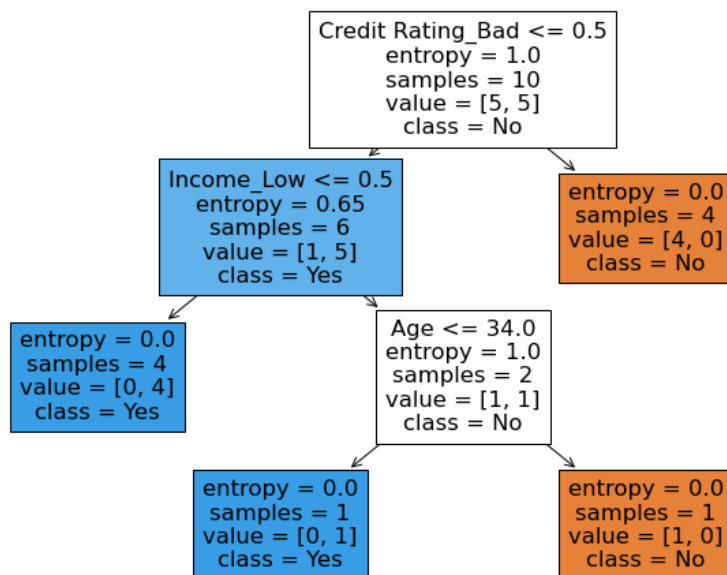 Credit Rating_Bad <= 0.5
entropy = 1.0
samples = 10
value = [5, 5]
class = No
Income_Low <= 0.5
entropy = 0.65
samples = 6
value = [1, 5]
class = Yes
entropy = 0.0
samples = 4
value = [4, 0]
class = No
entropy = 0.0
samples = 4
value = [0, 4]
class = Yes
Age <= 34.0
entropy = 1.0
samples = 2
value = [1, 1]
class = No
entropy = 0.0
samples = 1
value = [0, 1]
class = Yes
entropy = 0.0
samples = 1
value = [1, 0]
class = No